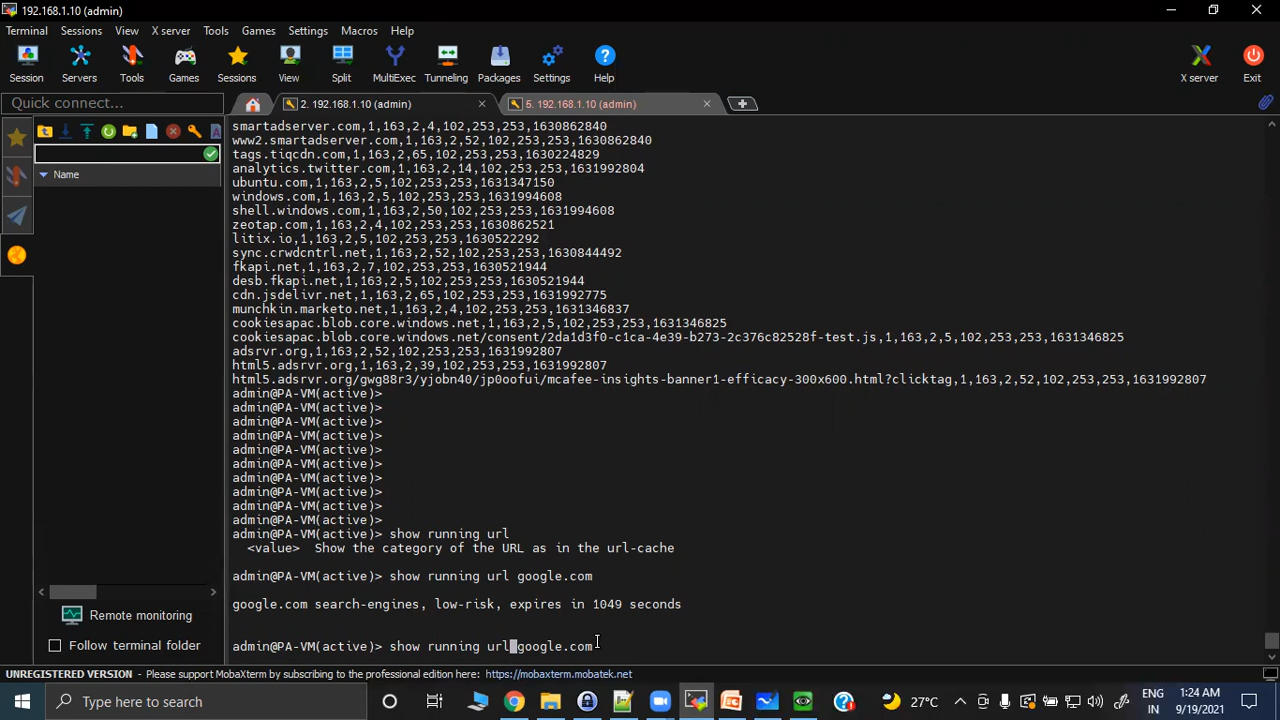 192.168.1.10 (admin)
Terminal Sessions View X server Tools Games Settings Macros Help
Session Servers Tools Games Sessions View Split MultiExec Tunneling Packages Settings Help X server Exit
Quick connect... 2. 192.168.1.10 (admin) 5. 192.168.1.10 (admin)
Name
smartadserver.com,1,163,2,4,102,253,253,1630862840
www2.smartadserver.com,1,163,2,52,102,253,253,1630862840
tags.tiqcdn.com,1,163,2,65,102,253,253,1630224829
analytics.twitter.com,1,163,2,14,102,253,253,1631992804
ubuntu.com,1,163,2,5,102,253,253,1631347150
windows.com,1,163,2,5,102,253,253,1631994608
shell.windows.com,1,163,2,50,102,253,253,1631994608
zeotap.com,1,163,2,4,102,253,253,1630862521
litix.io,1,163,2,5,102,253,253,1630522292
sync.crwdcntrl.net,1,163,2,52,102,253,253,1630844492
fkapi.net,1,163,2,7,102,253,253,1630521944
desb.fkapi.net,1,163,2,5,102,253,253,1630521944
cdn.jsdelivr.net,1,163,2,65,102,253,253,1631992775
munchkin.marketo.net,1,163,2,4,102,253,253,1631346837
cookiesapac.blob.core.windows.net,1,163,2,5,102,253,253,1631346825
cookiesapac.blob.core.windows.net/consent/2da1d3f0-c1ca-4e39-b273-2c376c82528f-test.js,1,163,2,5,102,253,253,1631346825
adsrvr.org,1,163,2,52,102,253,253,1631992807
html5.adsrvr.org,1,163,2,39,102,253,253,1631992807
html5.adsrvr.org/gwg88r3/yjobn40/jp0oofui/mcafee-insights-banner1-efficacy-300x600.html?clicktag,1,163,2,52,102,253,253,1631992807
admin@PA-VM(active)>
admin@PA-VM(active)>
admin@PA-VM(active)>
admin@PA-VM(active)>
admin@PA-VM(active)>
admin@PA-VM(active)>
admin@PA-VM(active)>
admin@PA-VM(active)>
admin@PA-VM(active)>
admin@PA-VM(active)>
admin@PA-VM(active)> show running url
<value> Show the category of the URL as in the url-cache
admin@PA-VM(active)> show running url google.com
google.com search-engines, low-risk, expires in 1049 seconds
admin@PA-VM(active)> show running url google.com
Remote monitoring
Follow terminal folder
UNREGISTERED VERSION - Please support MobaXterm by subscribing to the professional edition here: https://mobaxterm.mobatek.net
Type here to search
27°C
ENG
IN
1:24 AM
9/19/2021